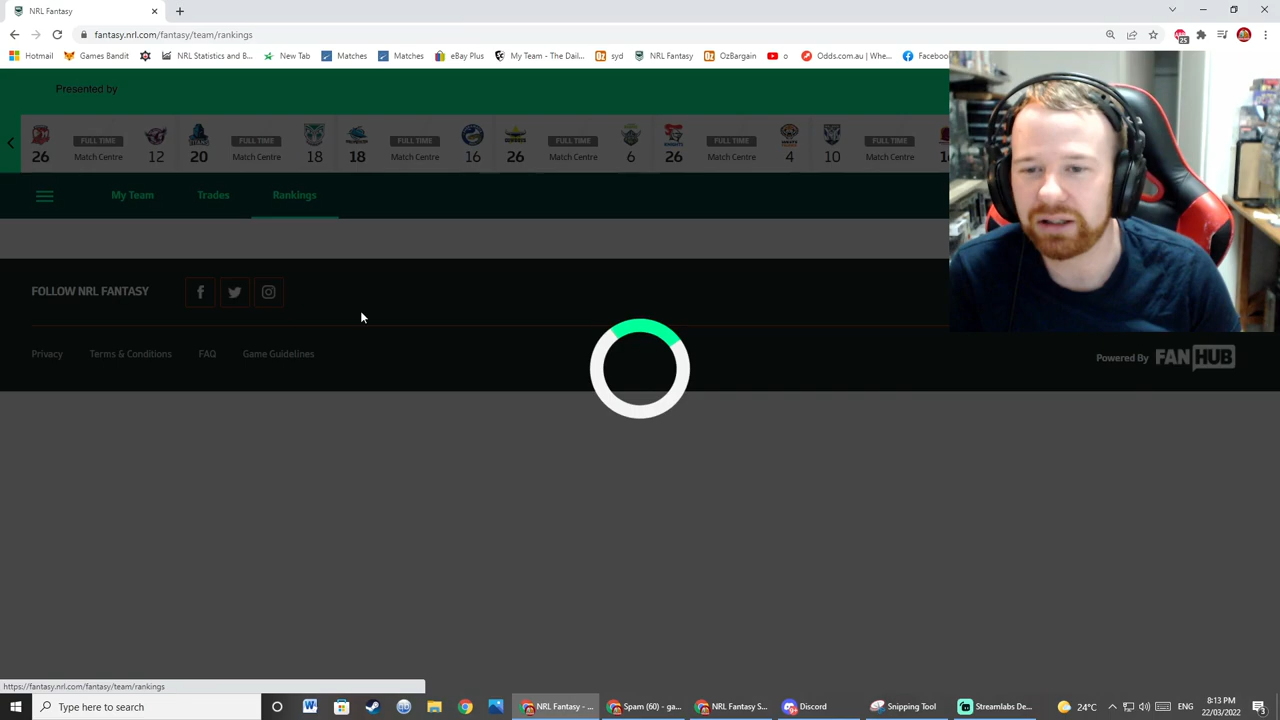 NRL Fantasy
fantasy.nrl.com/fantasy/team/rankings
25
Hotmail
Games Bandit
NRL Statistics and B...
New Tab
Matches
Matches
eBay Plus
My Team - The Dail...
syd
NRL Fantasy
OzBargain
o
Odds.com.au | Whe...
Faceboo
Presented by
FULL TIME FULL TIME FULL TIME FULL TIME FULL TIME FULL TIME
26 Match Centre 12 20 Match Centre 18 18 Match Centre 16 26 Match Centre 6 26 Match Centre 4 10 Match Centre
My Team Trades Rankings
FOLLOW NRL FANTASY
Privacy Terms & Conditions FAQ Game Guidelines
Powered By FANHUB
https://fantasy.nrl.com/fantasy/team/rankings
Type here to search
NRL Fantasy - ...
Spam (60) - ga...
NRL Fantasy S...
Discord
Snipping Tool
Streamlabs De...
24°C
ENG
8:13 PM
22/03/2022
3